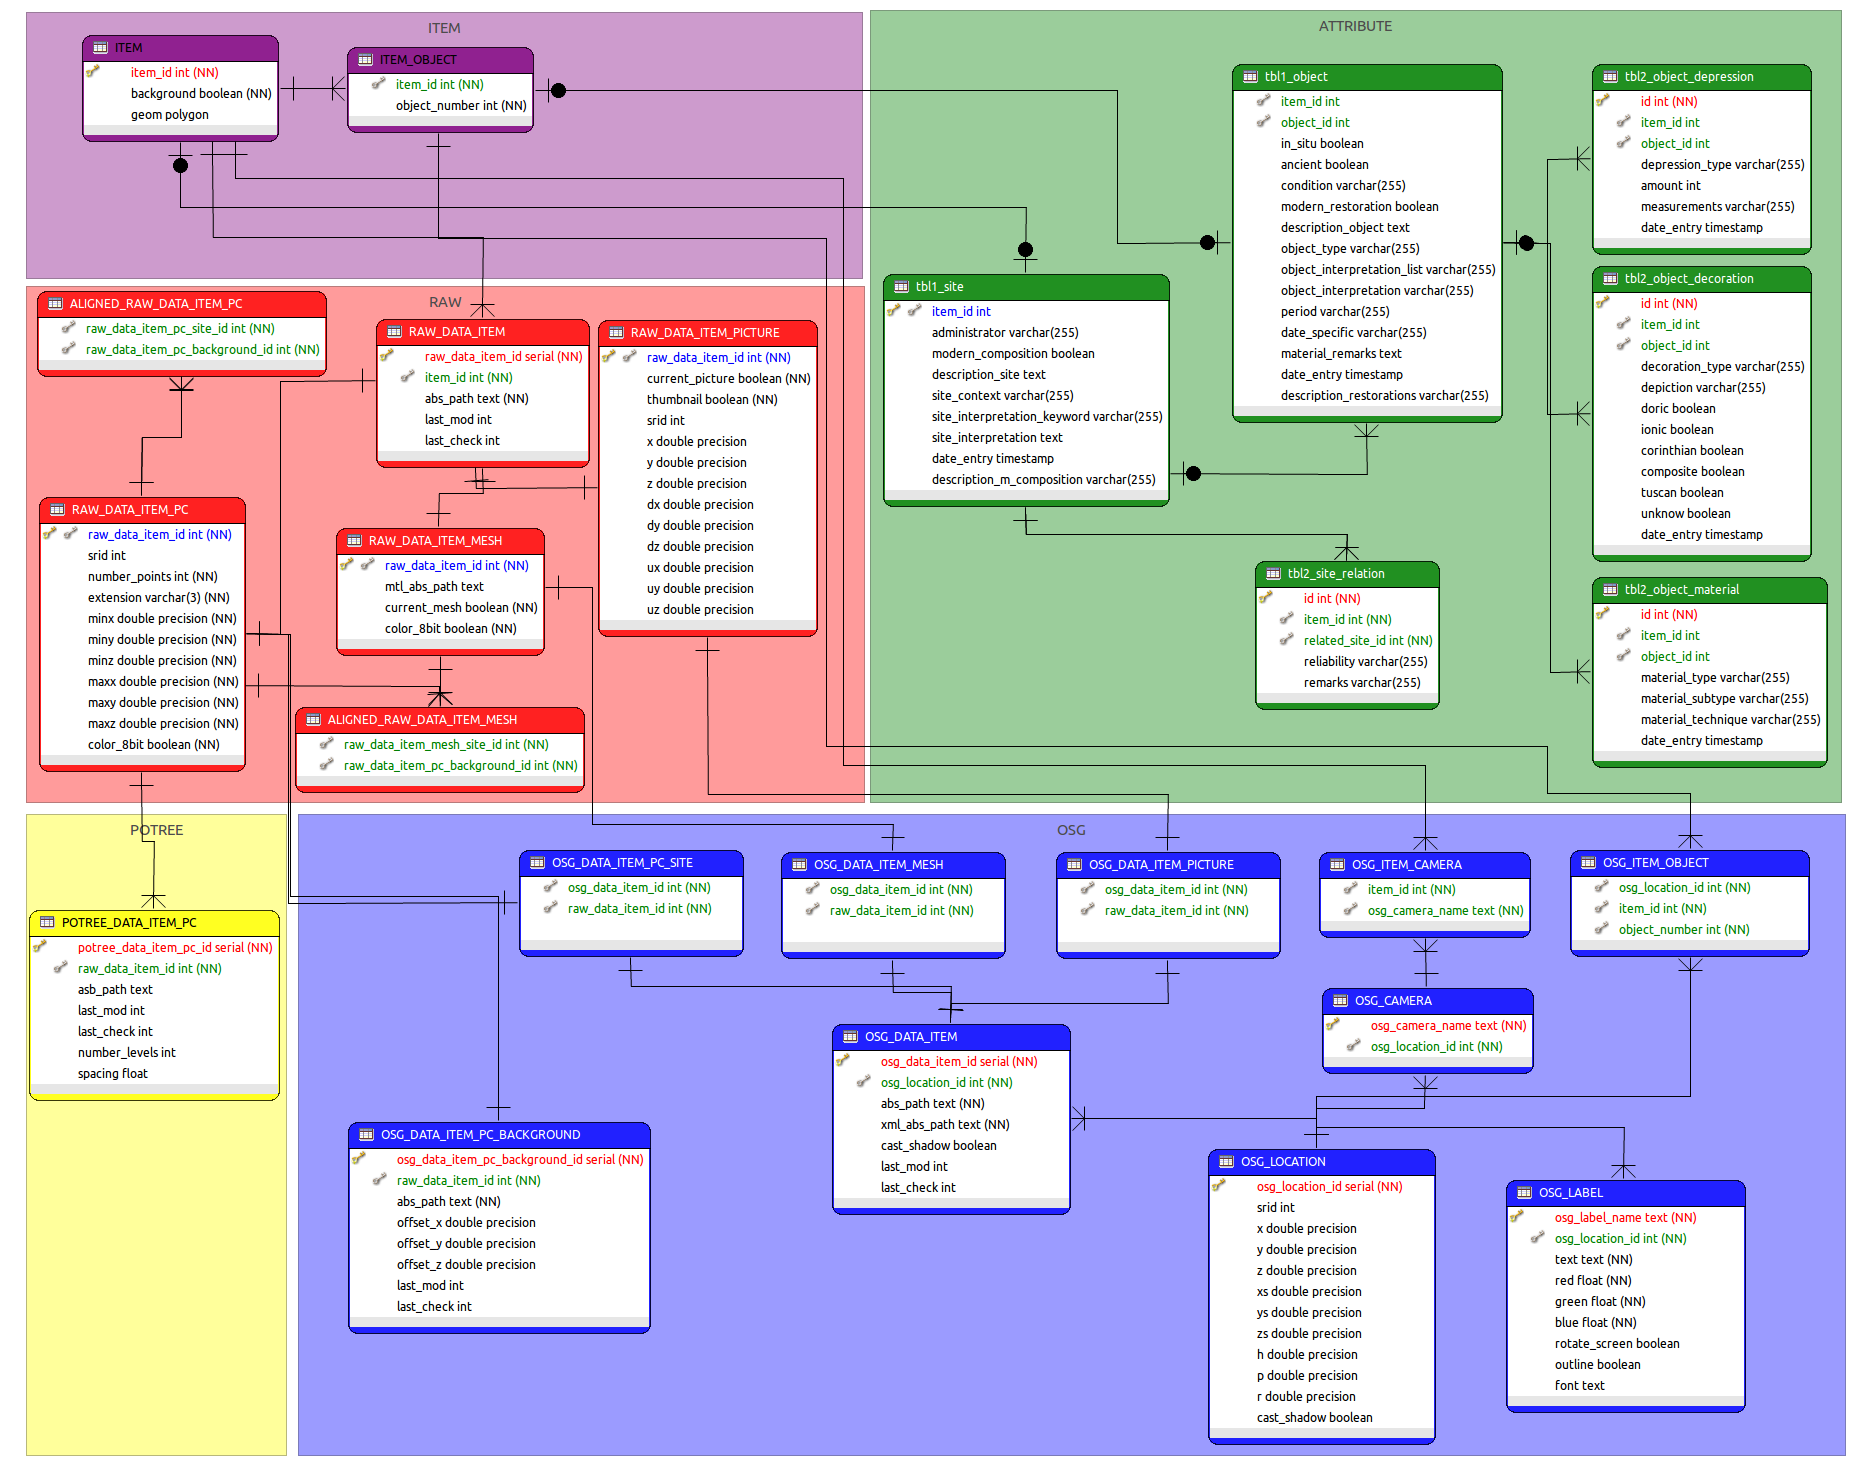 ITEM
ITEM
item_id int (NN)
background boolean (NN)
geom polygon
ITEM_OBJECT
item_id int (NN)
object_number int (NN)
RAW
ALIGNED_RAW_DATA_ITEM_PC
raw_data_item_pc_site_id int (NN)
raw_data_item_pc_background_id int (NN)
RAW_DATA_ITEM
raw_data_item_id serial (NN)
item_id int (NN)
abs_path text (NN)
last_mod int
last_check int
RAW_DATA_ITEM_PICTURE
raw_data_item_id int (NN)
current_picture boolean (NN)
thumbnail boolean (NN)
srid int
x double precision
y double precision
z double precision
dx double precision
dy double precision
dz double precision
ux double precision
uy double precision
uz double precision
RAW_DATA_ITEM_PC
raw_data_item_id int (NN)
srid int
number_points int (NN)
extension varchar(3) (NN)
minx double precision (NN)
miny double precision (NN)
minz double precision (NN)
maxx double precision (NN)
maxy double precision (NN)
maxz double precision (NN)
color_8bit boolean (NN)
RAW_DATA_ITEM_MESH
raw_data_item_id int (NN)
mtl_abs_path text
current_mesh boolean (NN)
color_8bit boolean (NN)
ALIGNED_RAW_DATA_ITEM_MESH
raw_data_item_mesh_site_id int (NN)
raw_data_item_pc_background_id int (NN)
ATTRIBUTE
tbl1_object
item_id int
object_id int
in_situ boolean
ancient boolean
condition varchar(255)
modern_restoration boolean
description_object text
object_type varchar(255)
object_interpretation_list varchar(255)
object_interpretation varchar(255)
period varchar(255)
date_specific varchar(255)
material_remarks text
date_entry timestamp
description_restorations varchar(255)
tbl2_object_depression
id int (NN)
item_id int
object_id int
depression_type varchar(255)
amount int
measurements varchar(255)
date_entry timestamp
tbl1_site
item_id int
administrator varchar(255)
modern_composition boolean
description_site text
site_context varchar(255)
site_interpretation_keyword varchar(255)
site_interpretation text
date_entry timestamp
description_m_composition varchar(255)
tbl2_object_decoration
id int (NN)
item_id int
object_id int
decoration_type varchar(255)
depiction varchar(255)
doric boolean
ionic boolean
corinthian boolean
composite boolean
tuscan boolean
unknow boolean
date_entry timestamp
tbl2_site_relation
id int (NN)
item_id int (NN)
related_site_id int (NN)
reliability varchar(255)
remarks varchar(255)
tbl2_object_material
id int (NN)
item_id int
object_id int
material_type varchar(255)
material_subtype varchar(255)
material_technique varchar(255)
date_entry timestamp
POTREE
POTREE_DATA_ITEM_PC
potree_data_item_pc_id serial (NN)
raw_data_item_id int (NN)
asb_path text
last_mod int
last_check int
number_levels int
spacing float
OSG
OSG_DATA_ITEM_PC_SITE
osg_data_item_id int (NN)
raw_data_item_id int (NN)
OSG_DATA_ITEM_MESH
osg_data_item_id int (NN)
raw_data_item_id int (NN)
OSG_DATA_ITEM_PICTURE
osg_data_item_id int (NN)
raw_data_item_id int (NN)
OSG_ITEM_CAMERA
item_id int (NN)
osg_camera_name text (NN)
OSG_ITEM_OBJECT
osg_location_id int (NN)
item_id int (NN)
object_number int (NN)
OSG_CAMERA
osg_camera_name text (NN)
osg_location_id int (NN)
OSG_DATA_ITEM
osg_data_item_id serial (NN)
osg_location_id int (NN)
abs_path text (NN)
xml_abs_path text (NN)
cast_shadow boolean
last_mod int
last_check int
OSG_DATA_ITEM_PC_BACKGROUND
osg_data_item_pc_background_id serial (NN)
raw_data_item_id int (NN)
abs_path text (NN)
offset_x double precision
offset_y double precision
offset_z double precision
last_mod int
last_check int
OSG_LOCATION
osg_location_id serial (NN)
srid int
x double precision
y double precision
z double precision
xs double precision
ys double precision
zs double precision
h double precision
p double precision
r double precision
cast_shadow boolean
OSG_LABEL
osg_label_name text (NN)
osg_location_id int (NN)
text text (NN)
red float (NN)
green float (NN)
blue float (NN)
rotate_screen boolean
outline boolean
font text